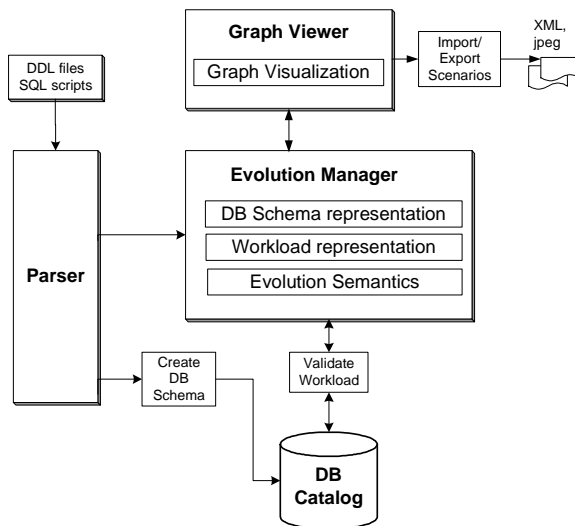 Graph Viewer
Graph Visualization
Import/
Export
Scenarios
XML,
jpeg
DDL files
SQL scripts
Parser
Evolution Manager
DB Schema representation
Workload representation
Evolution Semantics
Create
DB
Schema
Validate
Workload
DB
Catalog